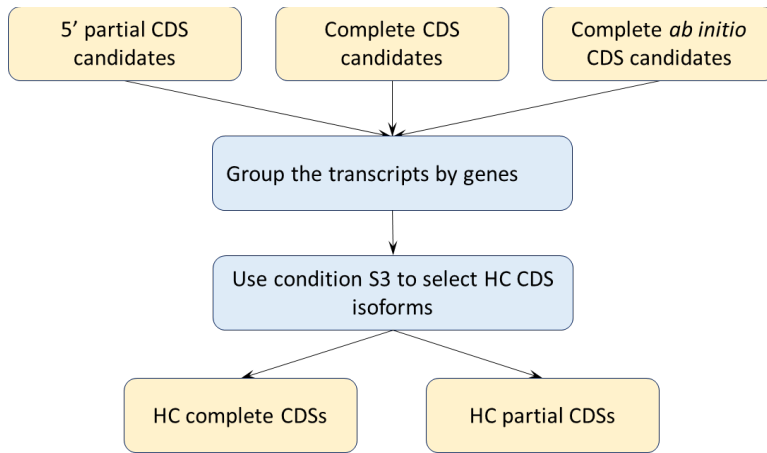 5’ partial CDS
candidates
Complete CDS
candidates
Complete ab initio
CDS candidates
Group the transcripts by genes
Use condition S3 to select HC CDS
isoforms
HC complete CDSs
HC partial CDSs